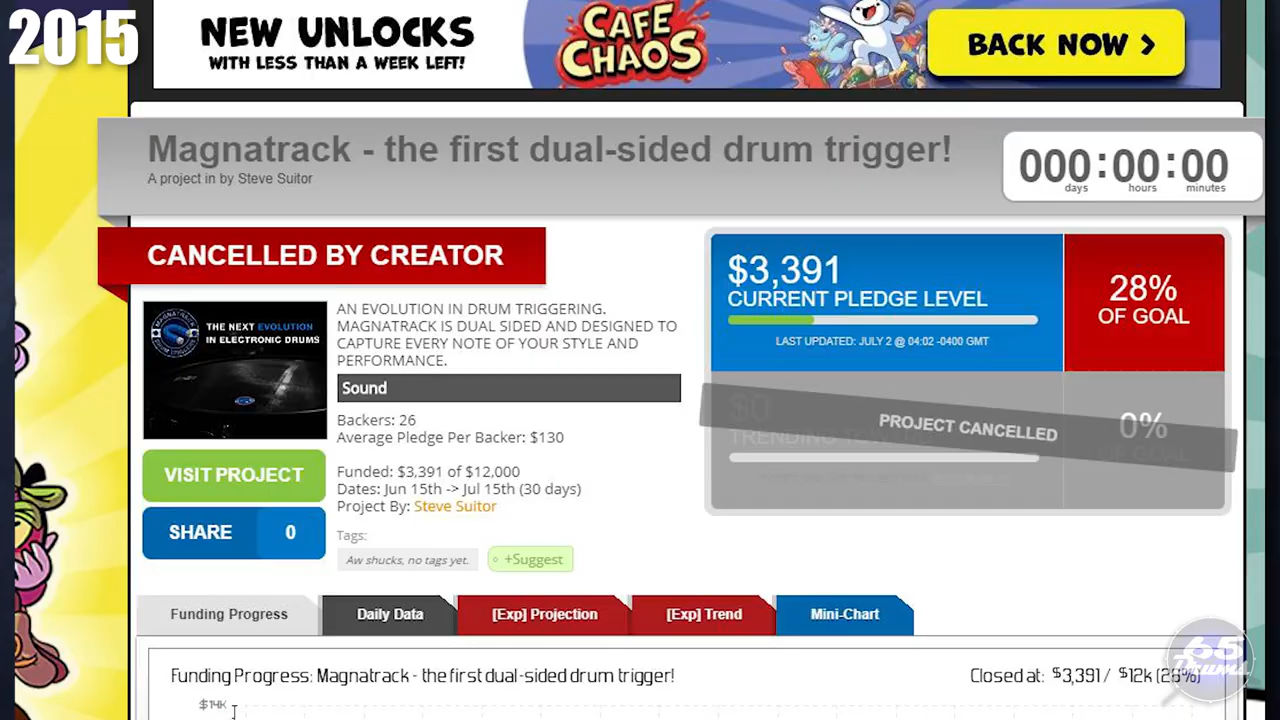 2015
NEW UNLOCKS
WITH LESS THAN A WEEK LEFT!
CAFE
CHAOS
BACK NOW >
Magnatrack - the first dual-sided drum trigger!
A project in by Steve Suitor
000:00:00
days hours minutes
CANCELLED BY CREATOR
$3,391
CURRENT PLEDGE LEVEL
LAST UPDATED: JULY 2 @ 04:02 -0400 GMT
28%
OF GOAL
THE NEXT EVOLUTION
IN ELECTRONIC DRUMS
AN EVOLUTION IN DRUM TRIGGERING.
MAGNATRACK IS DUAL SIDED AND DESIGNED TO
CAPTURE EVERY NOTE OF YOUR STYLE AND
PERFORMANCE.
Sound
Backers: 26
Average Pledge Per Backer: $130
Funded: $3,391 of $12,000
Dates: Jun 15th -> Jul 15th (30 days)
Project By: Steve Suitor
Tags:
Aw shucks, no tags yet.
+Suggest
$0
PROJECT CANCELLED
0%
OF GOAL
VISIT PROJECT
SHARE 0
Funding Progress
Daily Data
[Exp] Projection
[Exp] Trend
Mini-Chart
Funding Progress: Magnatrack - the first dual-sided drum trigger!
Closed at: $3,391 / $12k (28%)
$14K
65
Drums